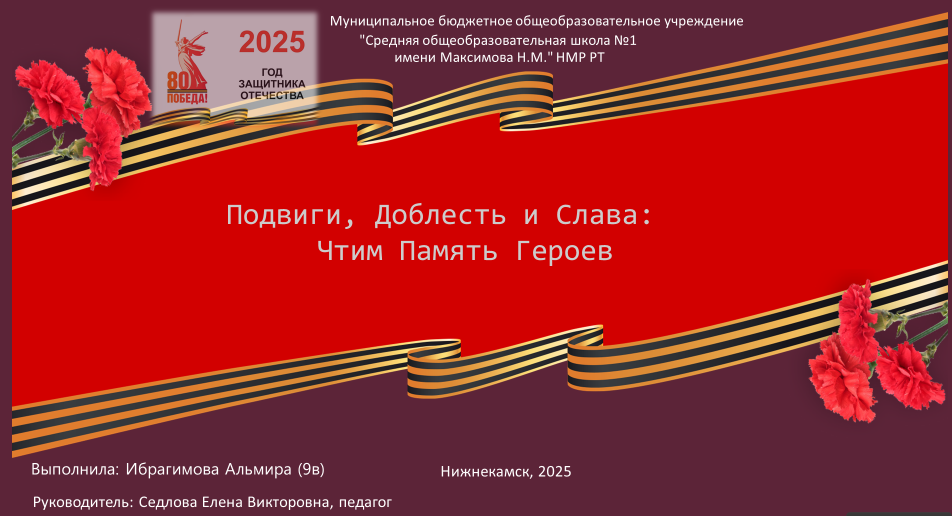 Муниципальное бюджетное общеобразовательное учреждение
"Средняя общеобразовательная школа №1
имени Максимова Н.М." НМР РТ
2025
80
ПОБЕДА!
ГОД
ЗАЩИТНИКА
ОТЕЧЕСТВА
Подвиги, Доблесть и Слава:
Чтим Память Героев
Выполнила: Ибрагимова Альмира (9в)
Нижнекамск, 2025
Руководитель: Седлова Елена Викторовна, педагог